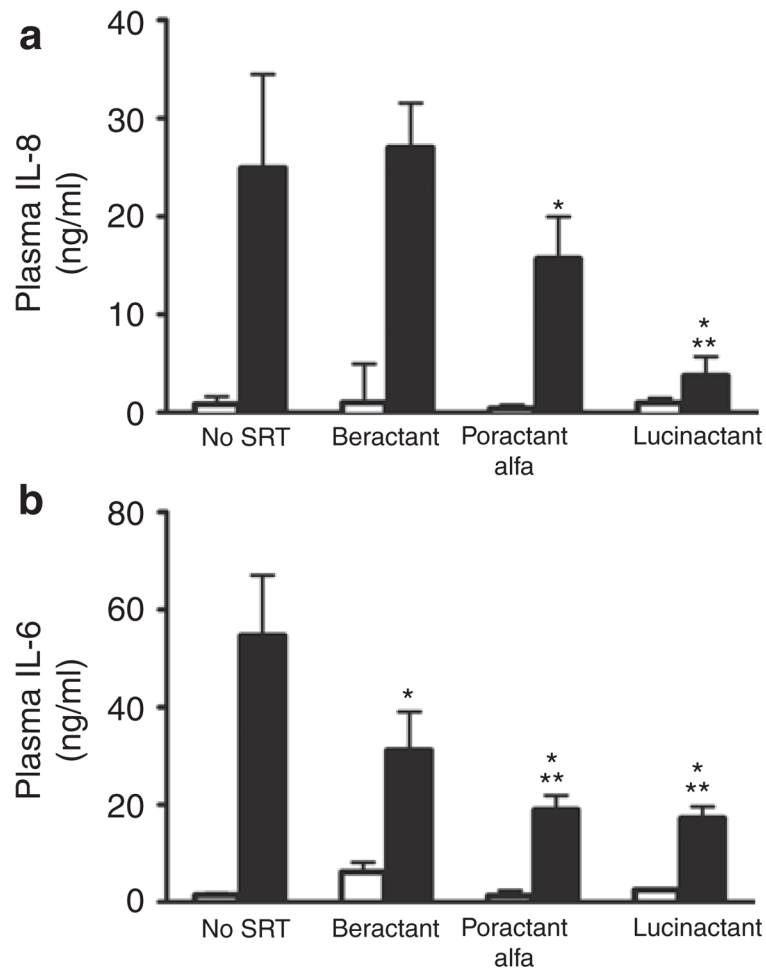 a
Plasma IL-8
(ng/ml)
40
30
20
10
0
*
*
**
No SRT
Beractant
Poractant
alfa
Lucinactant
b
Plasma IL-6
(ng/ml)
80
60
40
20
0
*
*
**
*
**
No SRT
Beractant
Poractant
alfa
Lucinactant